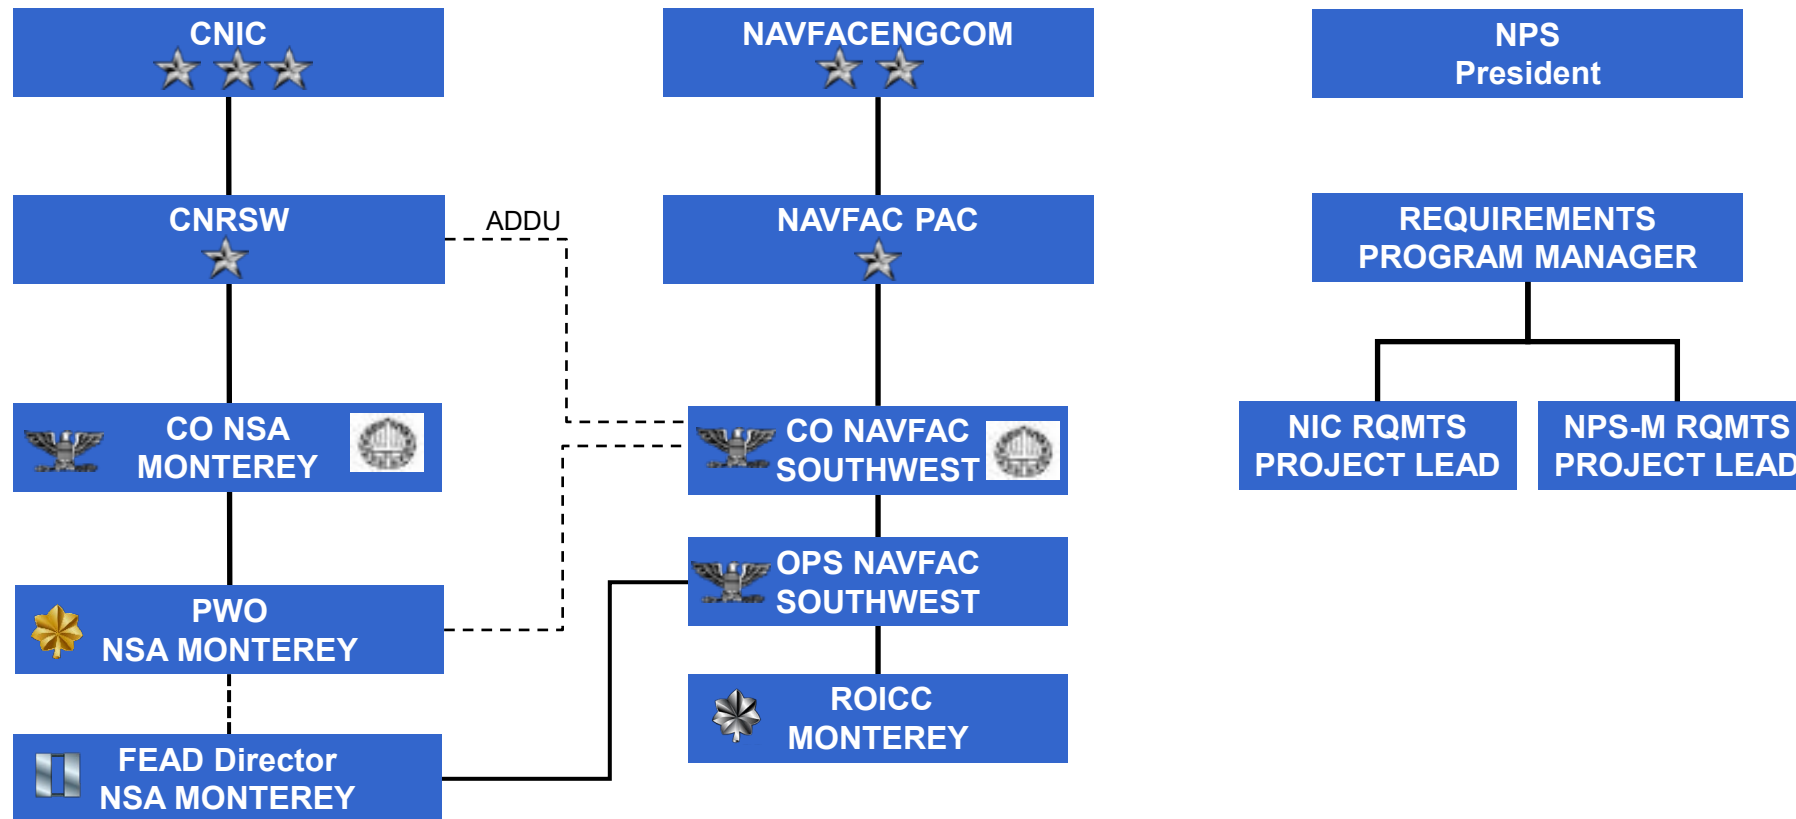 CNIC
NAVFACENGCOM
NPS
President
CNRSW
ADDU
NAVFAC PAC
REQUIREMENTS
PROGRAM MANAGER
CO NSA
MONTEREY
CO NAVFAC
SOUTHWEST
NIC RQMTS
PROJECT LEAD
NPS-M RQMTS
PROJECT LEAD
OPS NAVFAC
SOUTHWEST
PWO
NSA MONTEREY
ROICC
MONTEREY
FEAD Director
NSA MONTEREY